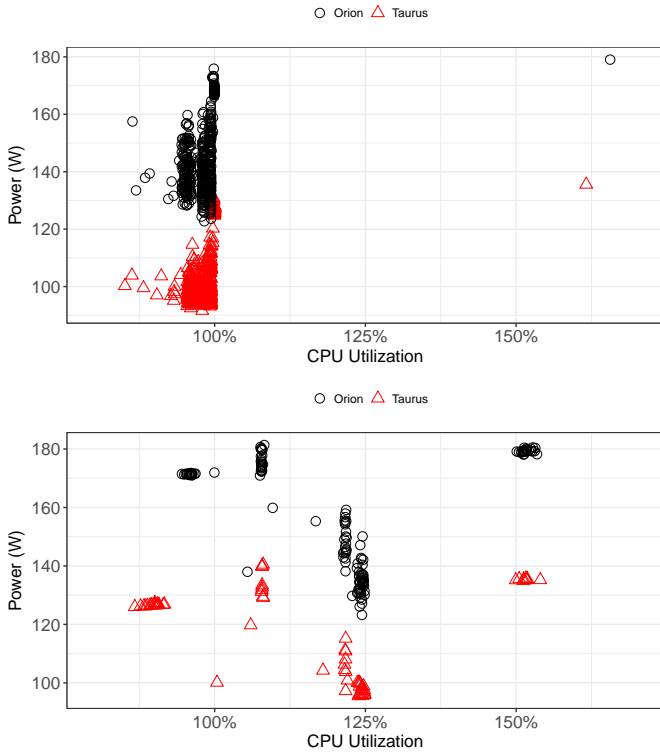 Orion Taurus
180
160
140
120
100
Power (W)
100% 125% 150%
CPU Utilization
Orion Taurus
180
160
140
120
100
Power (W)
100% 125% 150%
CPU Utilization